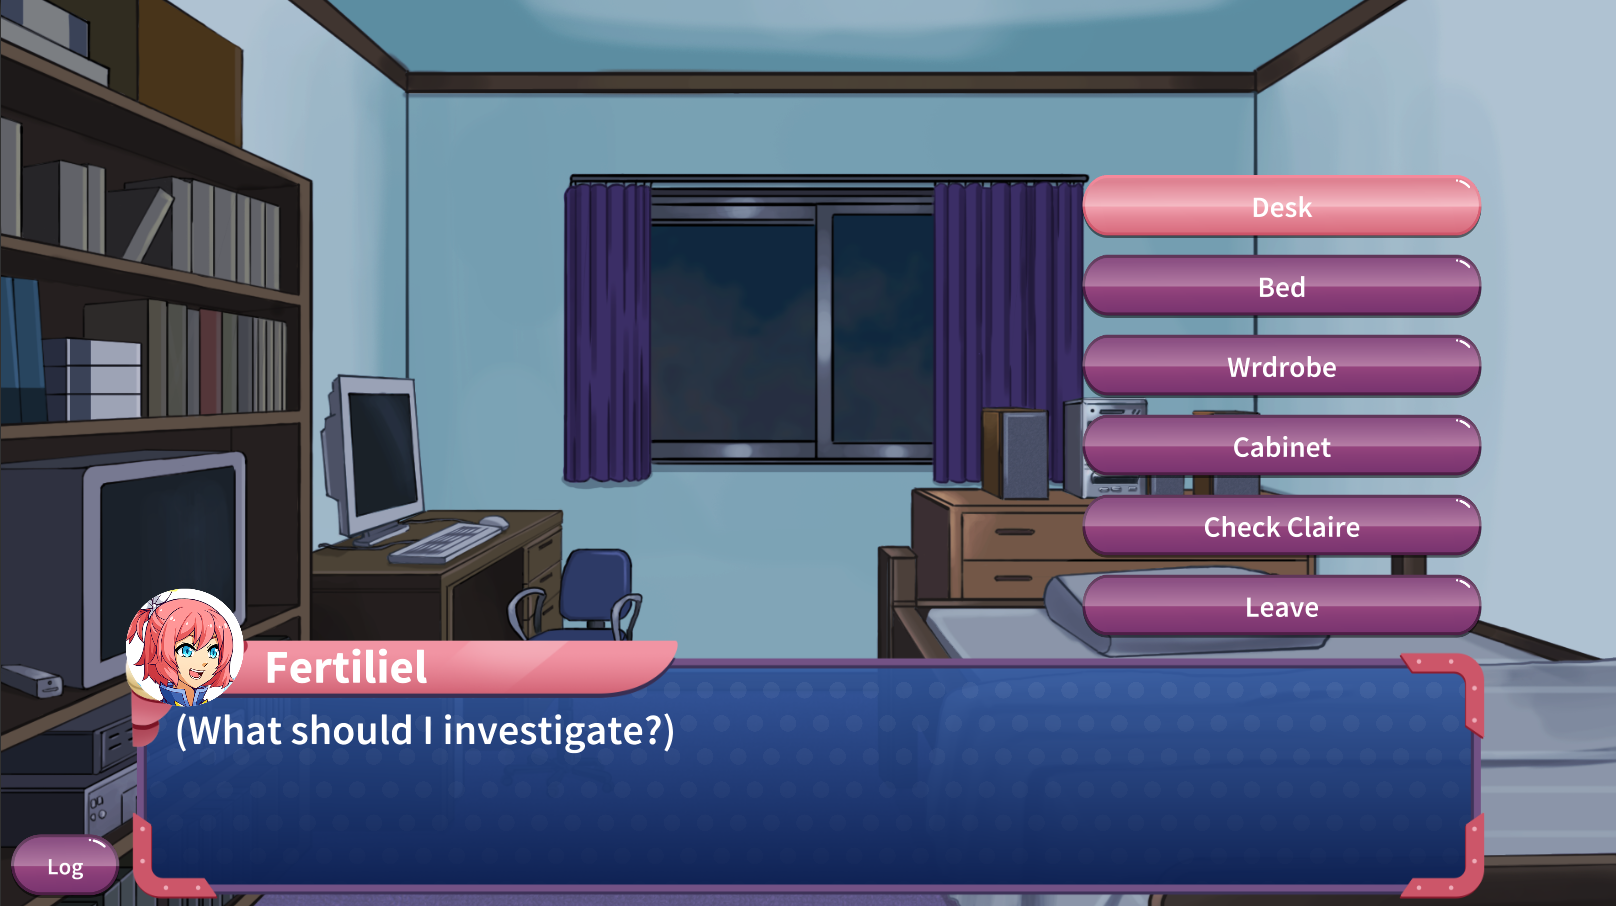 Desk
Bed
Wrdrobe
Cabinet
Check Claire
Leave
Fertiliel
(What should I investigate?)
Log